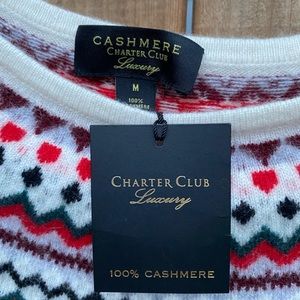 CASHMERE
CHARTER CLUB
Luxury
M
100%
CHARTER CLUB
Luxury
100% CASHMERE